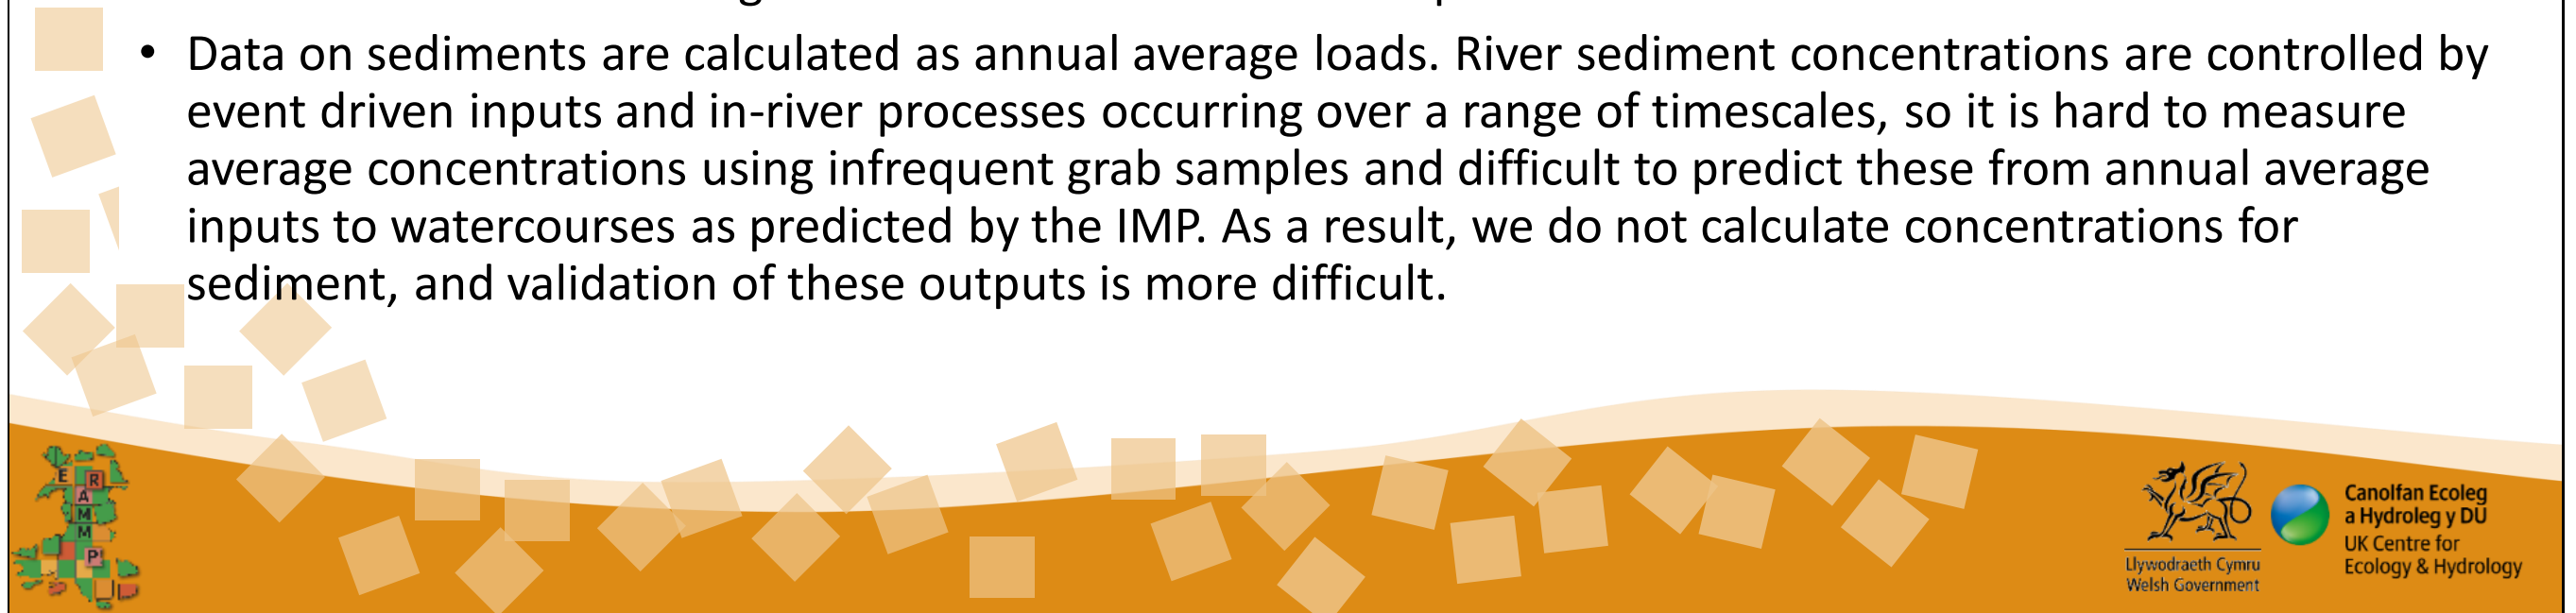 • Data on sediments are calculated as annual average loads. River sediment concentrations are controlled by
event driven inputs and in-river processes occurring over a range of timescales, so it is hard to measure
average concentrations using infrequent grab samples and difficult to predict these from annual average
inputs to watercourses as predicted by the IMP. As a result, we do not calculate concentrations for
sediment, and validation of these outputs is more difficult.
E R A M M P
Llywodraeth Cymru
Welsh Government
Canolfan Ecoleg
a Hydroleg y DU
UK Centre for
Ecology & Hydrology